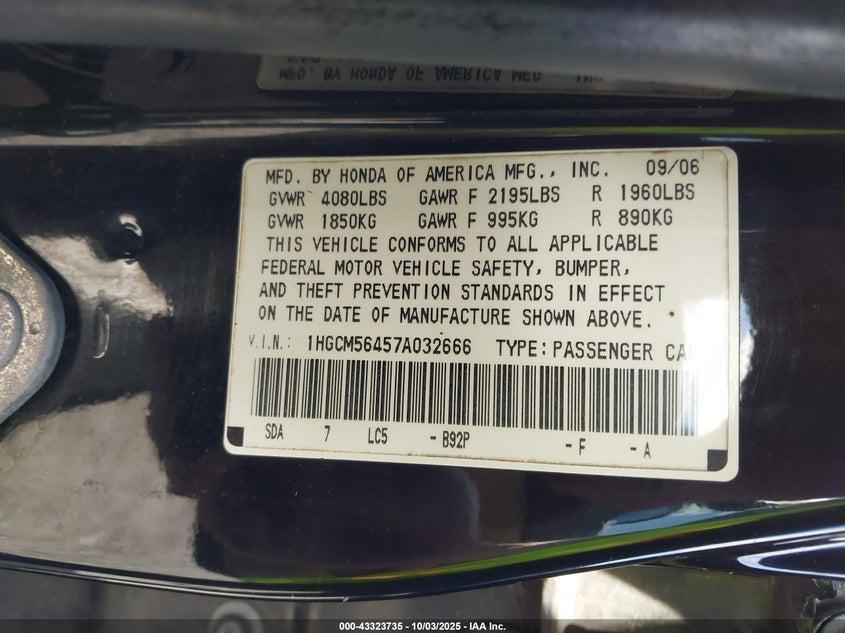 MFD. BY HONDA OF AMERICA MFG., INC. 09/06
GVWR 4080LBS GAWR F 2195LBS R 1960LBS
GVWR 1850KG GAWR F 995KG R 890KG
THIS VEHICLE CONFORMS TO ALL APPLICABLE
FEDERAL MOTOR VEHICLE SAFETY, BUMPER,
AND THEFT PREVENTION STANDARDS IN EFFECT
ON THE DATE OF MANUFACTURE SHOWN ABOVE.
V.I.N.: 1HGCM56457A032666 TYPE: PASSENGER CAR
SDA 7 LC5 -B92P -F -A
000-43323735 - 10/03/2025 - IAA Inc.